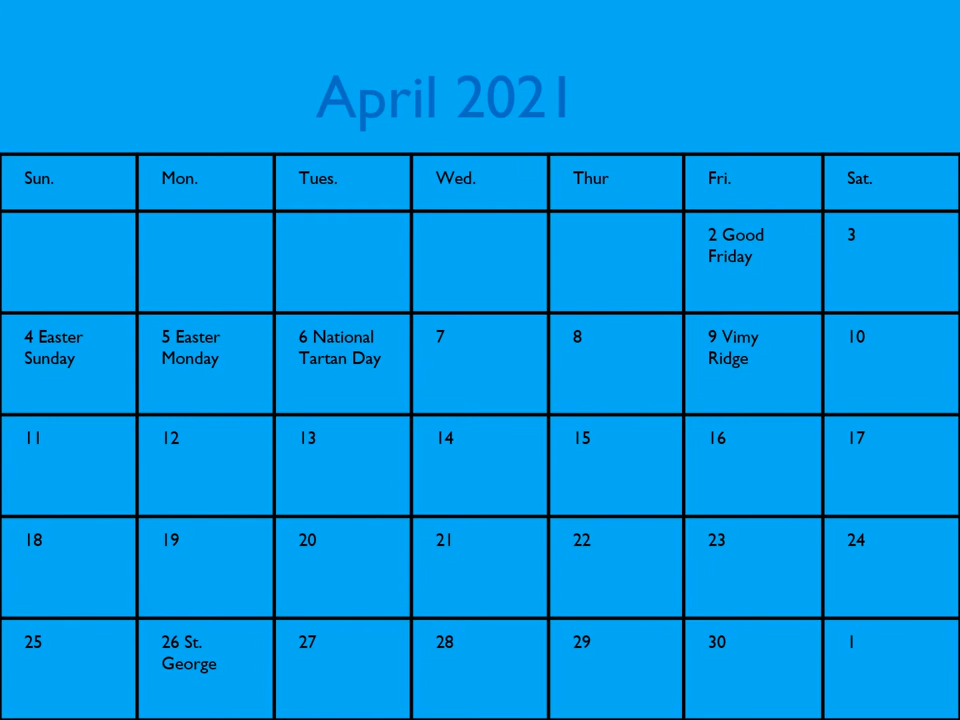 April 2021
Sun. Mon. Tues. Wed. Thur Fri. Sat.
2 Good
Friday
3
4 Easter
Sunday
5 Easter
Monday
6 National
Tartan Day
7
8
9 Vimy
Ridge
10
11
12
13
14
15
16
17
18
19
20
21
22
23
24
25
26 St.
George
27
28
29
30
1